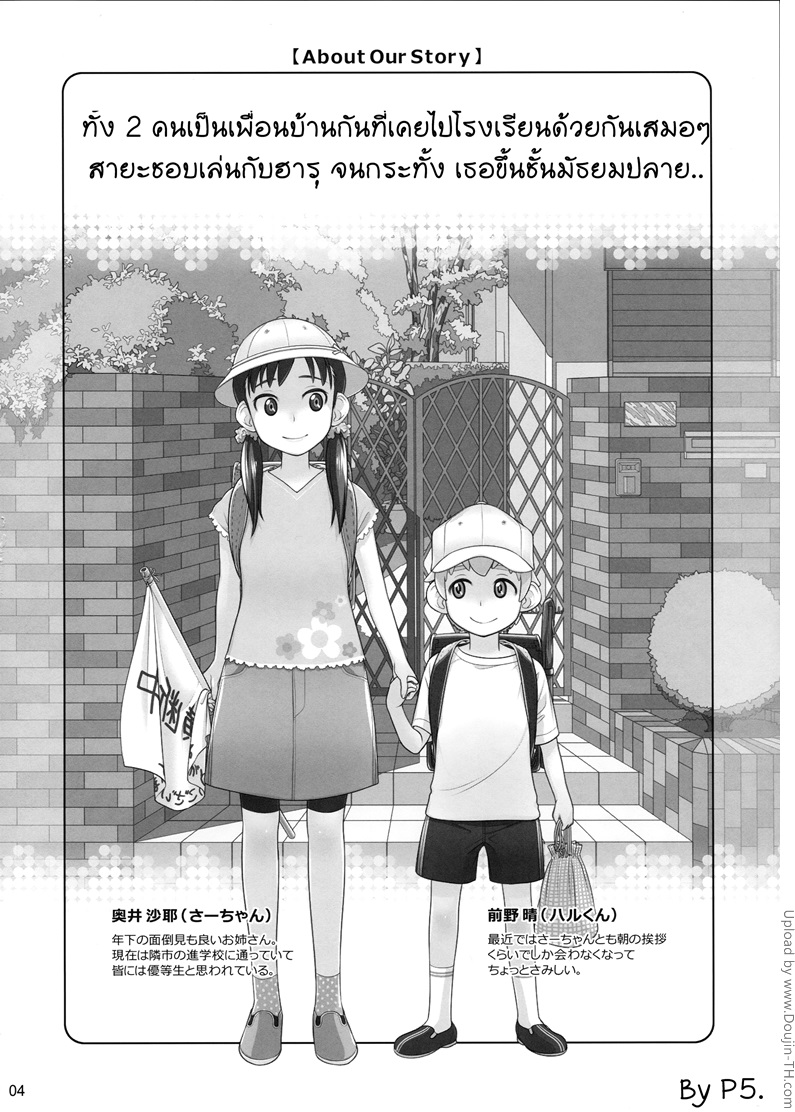 【About Our Story】
ทั้ง 2 คนเป็นเพื่อนบ้านกันที่เคยไปโรงเรียนด้วยกันเสมอๆ
สายะชอบเล่นกับฮารุ จนกระทั้ง เธอขึ้นชั้นมัธยมปลาย..
奥井 沙耶（さーちゃん）
年下の面倒見も良いお姉さん。
現在は隣市の進学校に通っていて
皆には優等生と思われている。
前野 晴（ハルくん）
最近ではさーちゃんとも朝の挨拶
くらいでしか会わなくなって
ちょっとさみしい。
04
By P5.
Upload by www.Doujin-TH.com